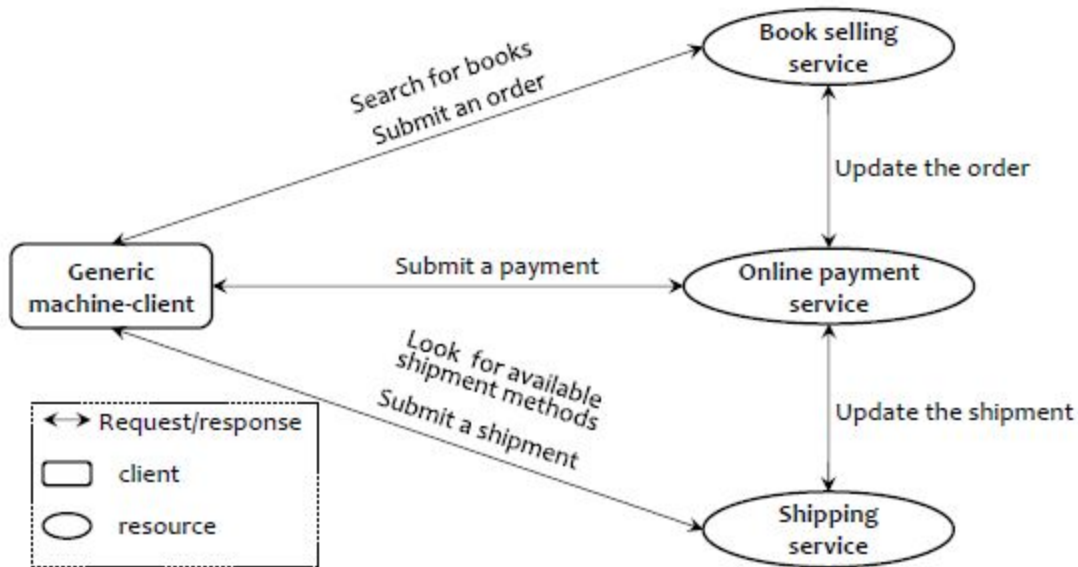 Book selling
service
Search for books
Submit an order
Update the order
Generic
machine-client
Submit a payment
Online payment
service
Look for available
shipment methods
Submit a shipment
Update the shipment
Request/response
client
resource
Shipping
service